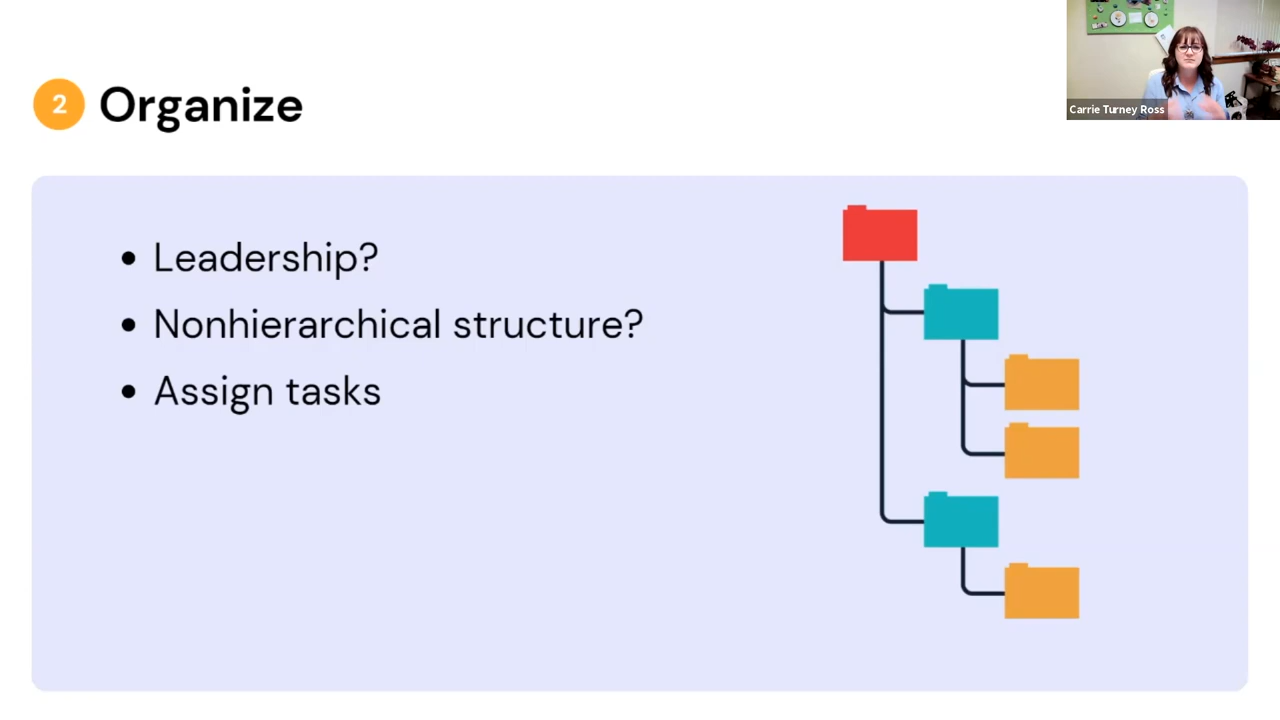 2 Organize
Leadership?
Nonhierarchical structure?
Assign tasks
Carrie Turney Ross